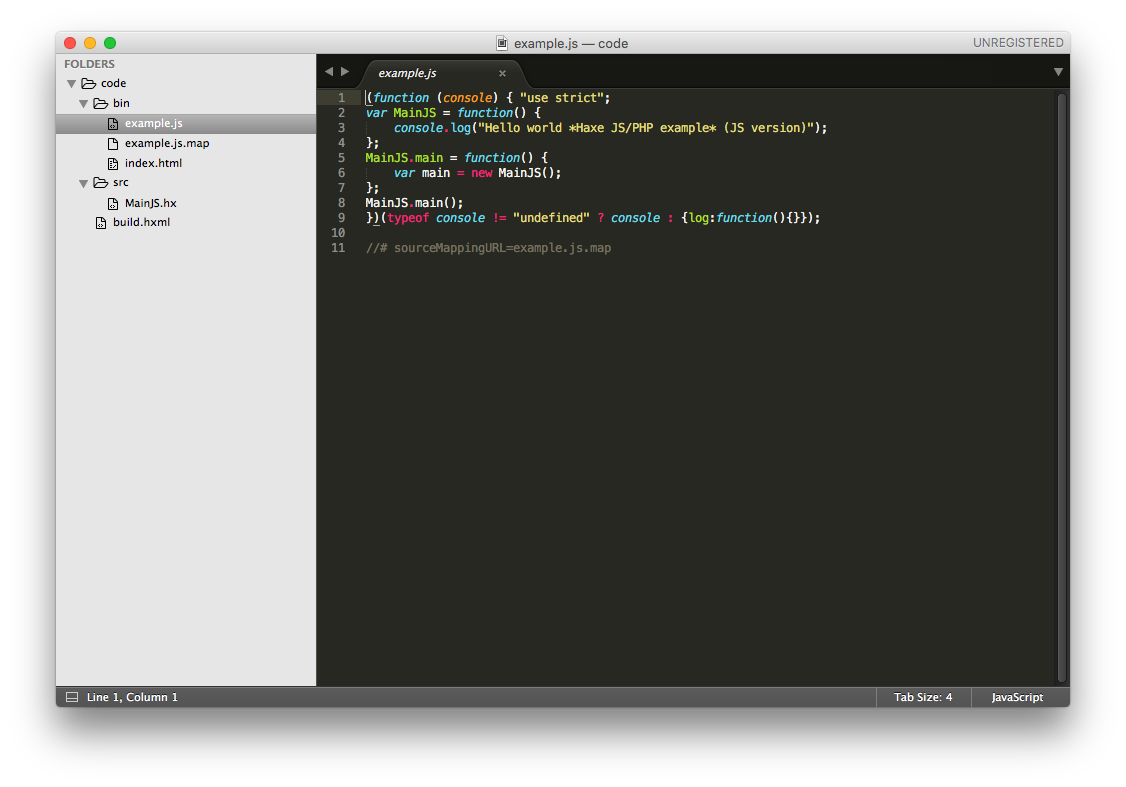 example.js — code
UNREGISTERED
FOLDERS
code
bin
example.js
example.js.map
index.html
src
MainJS.hx
build.hxml
example.js ×
1 (function (console) { "use strict";
2 var MainJS = function() {
3     console.log("Hello world *Haxe JS/PHP example* (JS version)");
4 };
5 MainJS.main = function() {
6     var main = new MainJS();
7 };
8 MainJS.main();
9 })(typeof console != "undefined" ? console : {log:function(){}});
10
11 //# sourceMappingURL=example.js.map
Line 1, Column 1
Tab Size: 4
JavaScript